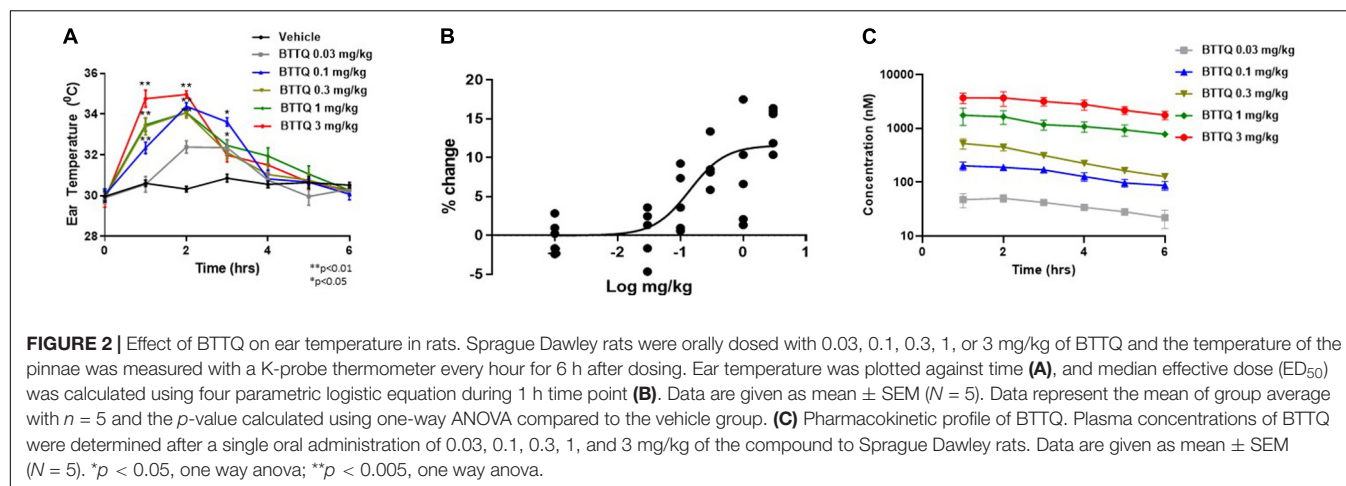 A
Vehicle
BTTQ 0.03 mg/kg
BTTQ 0.1 mg/kg
BTTQ 0.3 mg/kg
BTTQ 1 mg/kg
BTTQ 3 mg/kg
Ear Temperature (⁰C)
36
34
32
30
28
**
**
**
**
**
*
*
0
2
4
6
Time (hrs)
**p<0.01
*p<0.05
B
% change
20
15
10
5
0
-5
-2
-1
0
1
Log mg/kg
C
BTTQ 0.03 mg/kg
BTTQ 0.1 mg/kg
BTTQ 0.3 mg/kg
BTTQ 1 mg/kg
BTTQ 3 mg/kg
Concentration (nM)
10000
1000
100
10
0
2
4
6
Time (hrs)
FIGURE 2 | Effect of BTTQ on ear temperature in rats. Sprague Dawley rats were orally dosed with 0.03, 0.1, 0.3, 1, or 3 mg/kg of BTTQ and the temperature of the
pinnae was measured with a K-probe thermometer every hour for 6 h after dosing. Ear temperature was plotted against time (A), and median effective dose (ED50)
was calculated using four parametric logistic equation during 1 h time point (B). Data are given as mean ± SEM (N = 5). Data represent the mean of group average
with n = 5 and the p-value calculated using one-way ANOVA compared to the vehicle group. (C) Pharmacokinetic profile of BTTQ. Plasma concentrations of BTTQ
were determined after a single oral administration of 0.03, 0.1, 0.3, 1, and 3 mg/kg of the compound to Sprague Dawley rats. Data are given as mean ± SEM
(N = 5). *p < 0.05, one way anova; **p < 0.005, one way anova.